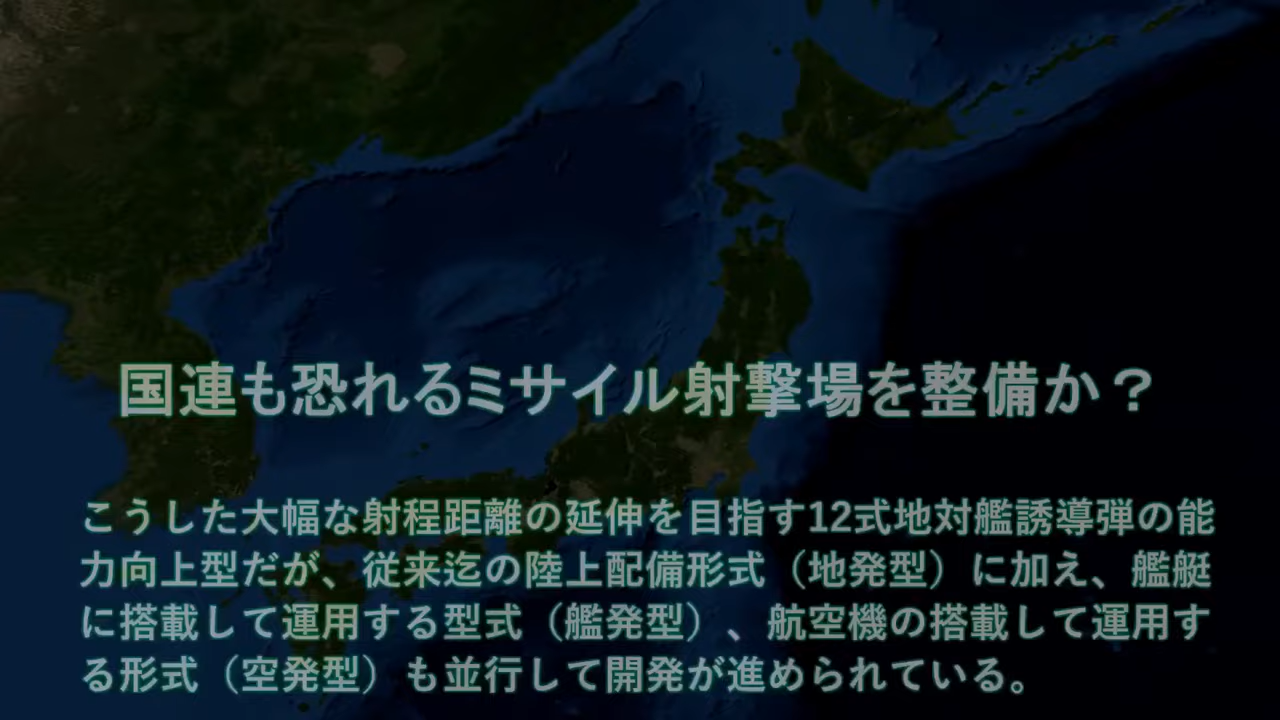 国連も恐れるミサイル射撃場を整備か？
こうした大幅な射程距離の延伸を目指す12式地対艦誘導弾の能
力向上型だが、従来迄の陸上配備形式（地発型）に加え、艦艇
に搭載して運用する型式（艦発型）、航空機の搭載して運用す
る形式（空発型）も並行して開発が進められている。